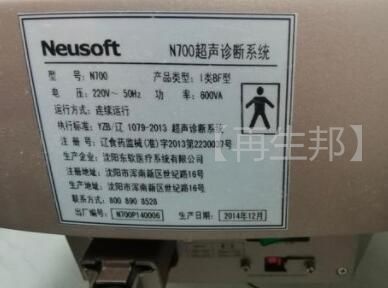 Neusoft N700超声诊断系统
型 号: N700 产品类型: I类BF型
电 压: 220V~ 50Hz 功 率: 600VA
运行方式: 连续运行
执行标准: YZB/辽 1079-2013 超声诊断系统
注 册 号: 辽食药监械(准)字2013第2230037号
生产企业: 沈阳东软医疗系统有限公司
注册地址: 沈阳市浑南新区世纪路16号
生产地址: 沈阳市浑南新区世纪路16号
联系方式: 800 890 8528
出厂编号: N700P140006 生产日期: 2014年12月
【再生邦】